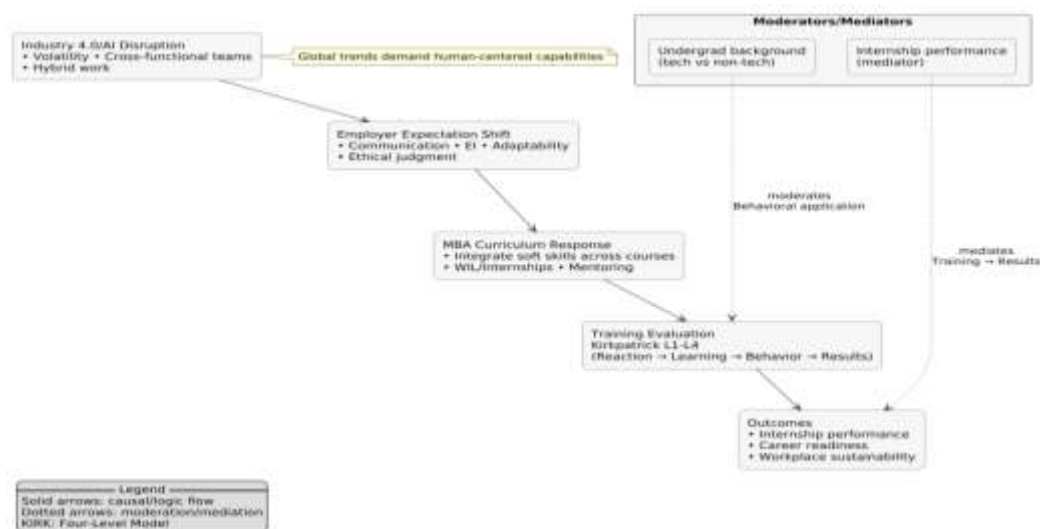 Industry 4.0/AI Disruption
• Volatility • Cross-functional teams
• Hybrid work
Global trends demand human-centered capabilities
Moderators/Mediators
Undergrad background
(tech vs non-tech)
Internship performance
(mediator)
Employer Expectation Shift
• Communication • EI • Adaptability
• Ethical judgment
moderates
Behavioral application
MBA Curriculum Response
• Integrate soft skills across courses
• WIL/Internships • Mentoring
mediates
Training → Results
Training Evaluation
Kirkpatrick L1-L4
(Reaction → Learning → Behavior → Results)
Outcomes
• Internship performance
• Career readiness
• Workplace sustainability
Legend
Solid arrows: causal/logic flow
Dotted arrows: moderation/mediation
KIRK: Four-Level Model